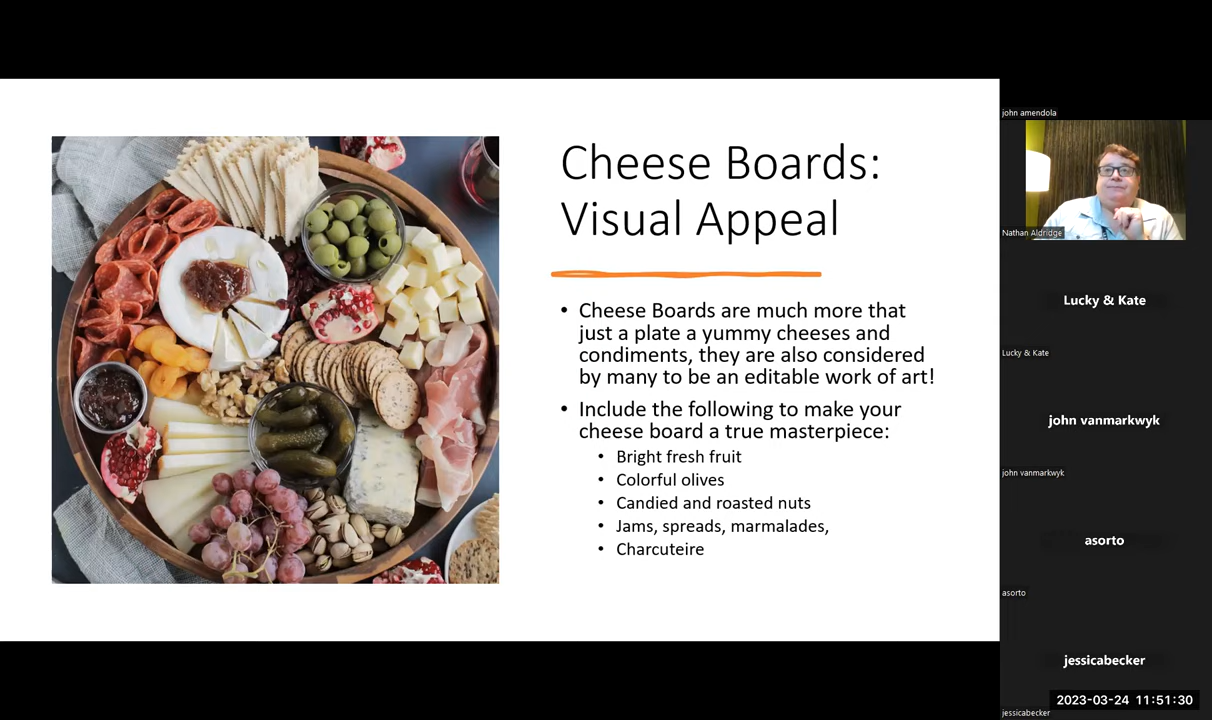 Cheese Boards:
Visual Appeal
• Cheese Boards are much more that
just a plate a yummy cheeses and
condiments, they are also considered
by many to be an editable work of art!
• Include the following to make your
cheese board a true masterpiece:
• Bright fresh fruit
• Colorful olives
• Candied and roasted nuts
• Jams, spreads, marmalades,
• Charcuteire
john amendola
Nathan Aldridge
Lucky & Kate
Lucky & Kate
john vanmarkwyk
john vanmarkwyk
asorto
asorto
jessicabecker
2023-03-24 11:51:30
jessicabecker